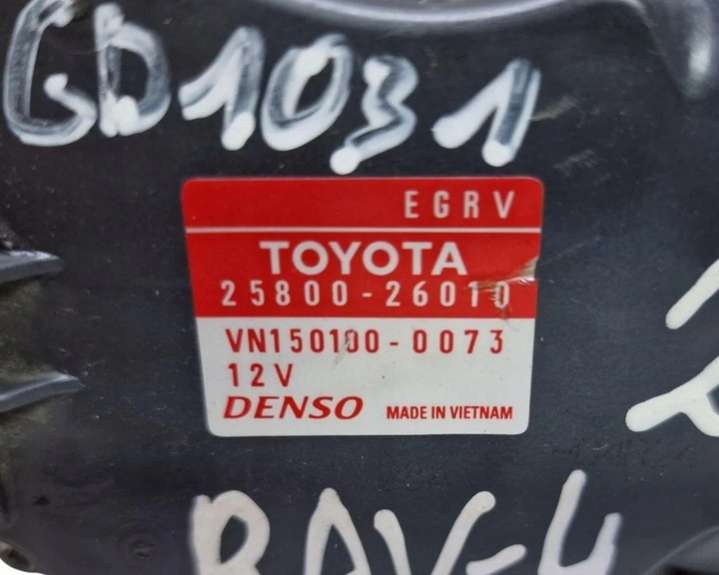 GD1031
EGRV
TOYOTA
25800-26010
VN150100-0073
12V
DENSO MADE IN VIETNAM
RAV-4